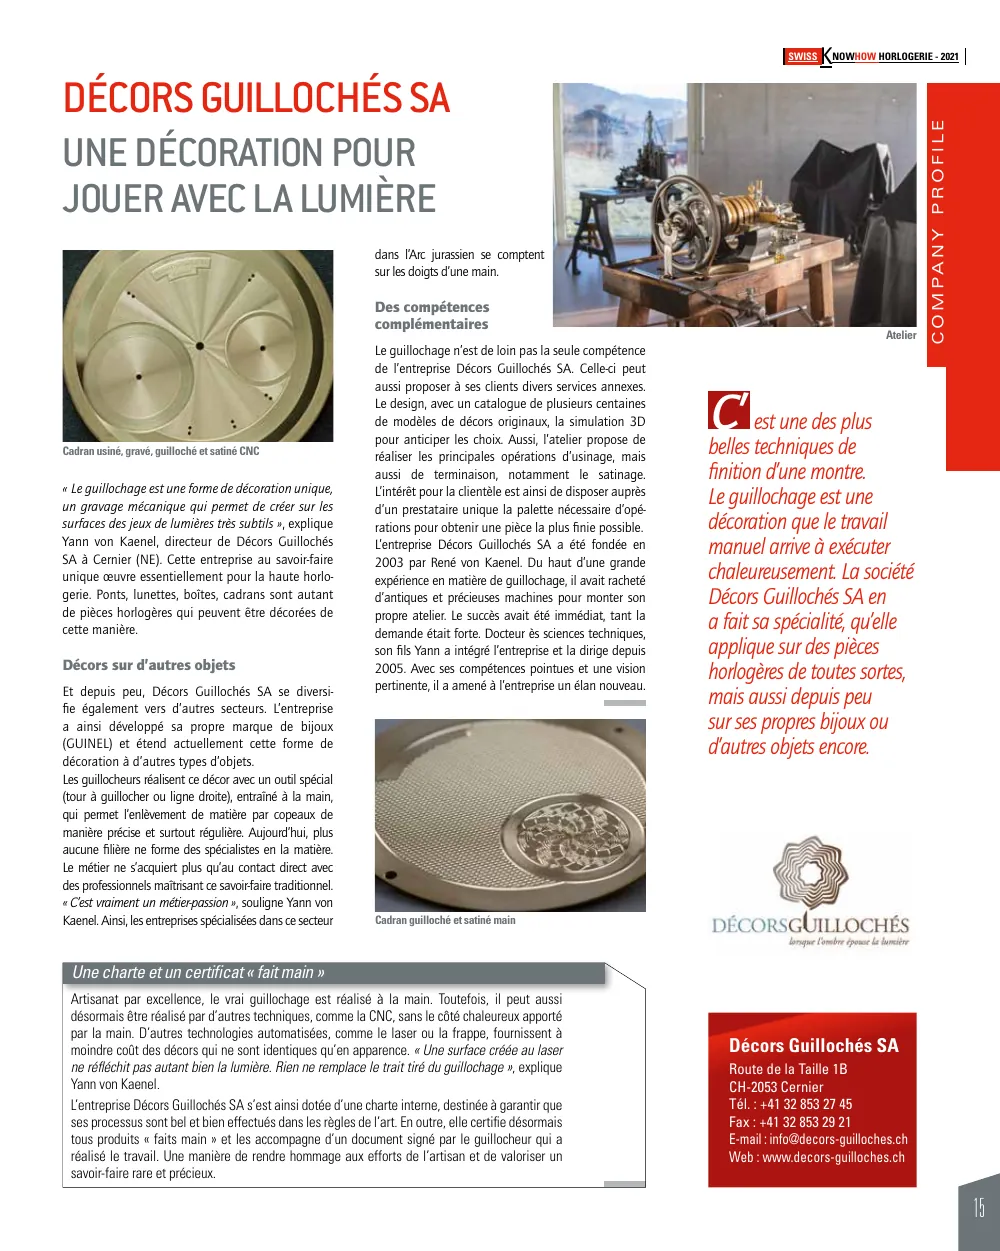 SWISS KNOWHOW HORLOGERIE - 2021
DÉCORS GUILLOCHÉS SA
UNE DÉCORATION POUR
JOUER AVEC LA LUMIÈRE
COMPANY PROFILE
Atelier
Cadran usiné, gravé, guilloché et satiné CNC
« Le guillochage est une forme de décoration unique,
un gravage mécanique qui permet de créer sur les
surfaces des jeux de lumières très subtils », explique
Yann von Kaenel, directeur de Décors Guillochés
SA à Cernier (NE). Cette entreprise au savoir-faire
unique œuvre essentiellement pour la haute horlo-
gerie. Ponts, lunettes, boîtes, cadrans sont autant
de pièces horlogères qui peuvent être décorées de
cette manière.
Décors sur d'autres objets
Et depuis peu, Décors Guillochés SA se diversi-
fie également vers d'autres secteurs. L'entreprise
a ainsi développé sa propre marque de bijoux
(GUINEL) et étend actuellement cette forme de
décoration à d'autres types d'objets.
Les guillocheurs réalisent ce décor avec un outil spécial
(tour à guillocher ou ligne droite), entraîné à la main,
qui permet l'enlèvement de matière par copeaux de
manière précise et surtout régulière. Aujourd'hui, plus
aucune filière ne forme des spécialistes en la matière.
Le métier ne s'acquiert plus qu'au contact direct avec
des professionnels maîtrisant ce savoir-faire traditionnel.
« C'est vraiment un métier-passion », souligne Yann von
Kaenel. Ainsi, les entreprises spécialisées dans ce secteur
dans l'Arc jurassien se comptent
sur les doigts d'une main.
Des compétences
complémentaires
Le guillochage n'est de loin pas la seule compétence
de l'entreprise Décors Guillochés SA. Celle-ci peut
aussi proposer à ses clients divers services annexes.
Le design, avec un catalogue de plusieurs centaines
de modèles de décors originaux, la simulation 3D
pour anticiper les choix. Aussi, l'atelier propose de
réaliser les principales opérations d'usinage, mais
aussi de terminaison, notamment le satinage.
L'intérêt pour la clientèle est ainsi de disposer auprès
d'un prestataire unique la palette nécessaire d'opé-
rations pour obtenir une pièce la plus finie possible.
L'entreprise Décors Guillochés SA a été fondée en
2003 par René von Kaenel. Du haut d'une grande
expérience en matière de guillochage, il avait racheté
d'antiques et précieuses machines pour monter son
propre atelier. Le succès avait été immédiat, tant la
demande était forte. Docteur ès sciences techniques,
son fils Yann a intégré l'entreprise et la dirige depuis
2005. Avec ses compétences pointues et une vision
pertinente, il a amené à l'entreprise un élan nouveau.
Cadran guilloché et satiné main
C' est une des plus
belles techniques de
finition d'une montre.
Le guillochage est une
décoration que le travail
manuel arrive à exécuter
chaleureusement. La société
Décors Guillochés SA en
a fait sa spécialité, qu'elle
applique sur des pièces
horlogères de toutes sortes,
mais aussi depuis peu
sur ses propres bijoux ou
d'autres objets encore.
DÉCORSGUILLOCHÉS
lorsque l'ombre épouse la lumière
Une charte et un certificat « fait main »
Artisanat par excellence, le vrai guillochage est réalisé à la main. Toutefois, il peut aussi
désormais être réalisé par d'autres techniques, comme la CNC, sans le côté chaleureux apporté
par la main. D'autres technologies automatisées, comme le laser ou la frappe, fournissent à
moindre coût des décors qui ne sont identiques qu'en apparence. « Une surface créée au laser
ne réfléchit pas autant bien la lumière. Rien ne remplace le trait tiré du guillochage », explique
Yann von Kaenel.
L'entreprise Décors Guillochés SA s'est ainsi dotée d'une charte interne, destinée à garantir que
ses processus sont bel et bien effectués dans les règles de l'art. En outre, elle certifie désormais
tous produits « faits main » et les accompagne d'un document signé par le guillocheur qui a
réalisé le travail. Une manière de rendre hommage aux efforts de l'artisan et de valoriser un
savoir-faire rare et précieux.
Décors Guillochés SA
Route de la Taille 1B
CH-2053 Cernier
Tél. : +41 32 853 27 45
Fax : +41 32 853 29 21
E-mail : info@decors-guilloches.ch
Web : www.decors-guilloches.ch
15